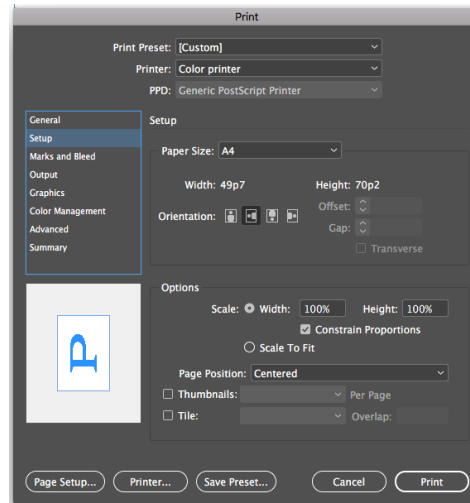 Print
Print Preset: [Custom]
Printer: Color printer
PPD: Generic PostScript Printer
General
Setup
Marks and Bleed
Output
Graphics
Color Management
Advanced
Summary
Setup
Paper Size: A4
Width: 49p7 Height: 70p2
Orientation:
Offset:
Gap:
Transverse
P
Options
Scale: Width: 100% Height: 100%
Constrain Proportions
Scale To Fit
Page Position: Centered
Thumbnails: Per Page
Tile: Overlap:
Page Setup... Printer... Save Preset... Cancel Print